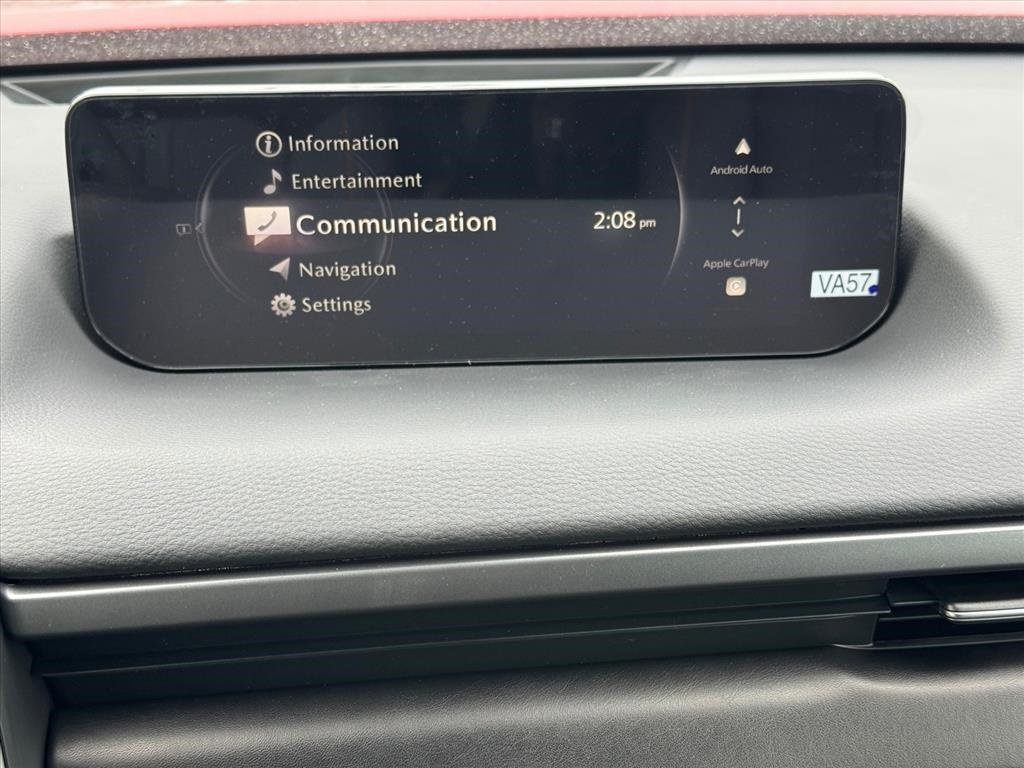 Information
Entertainment
Communication
Navigation
Settings
2:08 pm
Android Auto
Apple CarPlay
VA57